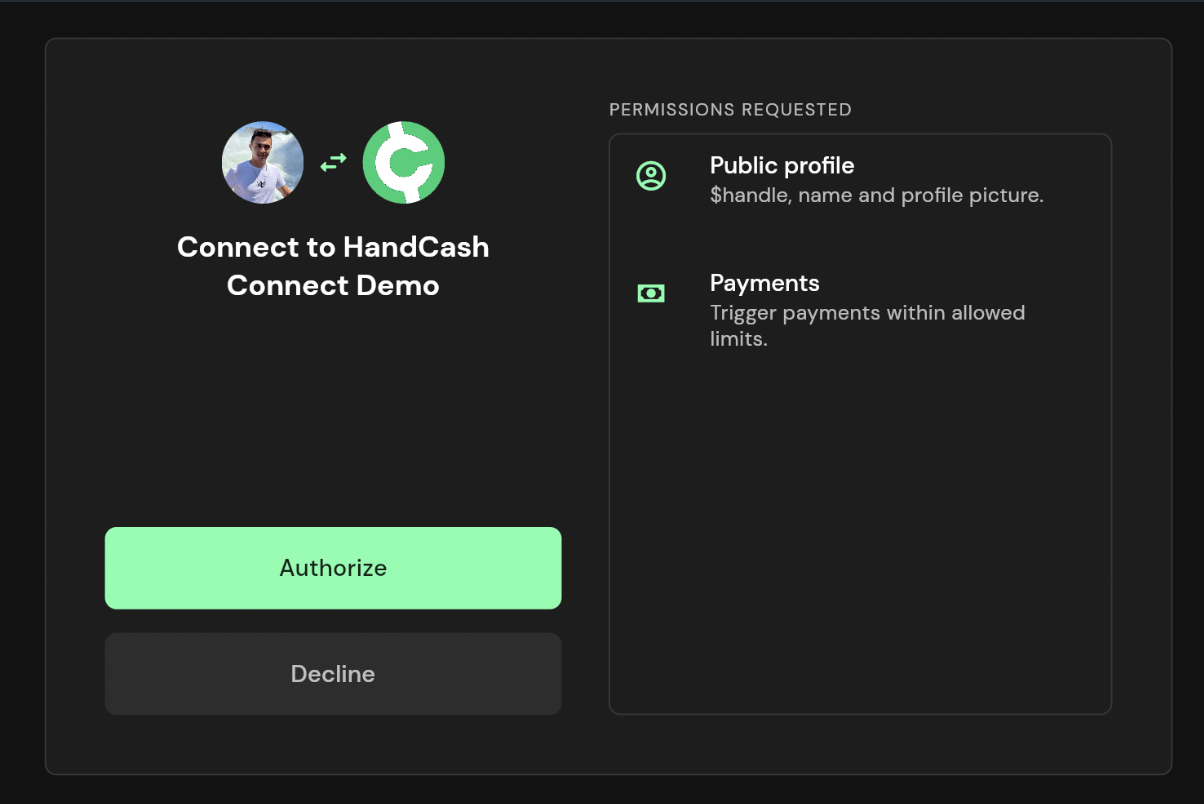 Connect to HandCash
Connect Demo
Authorize
Decline
PERMISSIONS REQUESTED
Public profile
$handle, name and profile picture.
Payments
Trigger payments within allowed
limits.